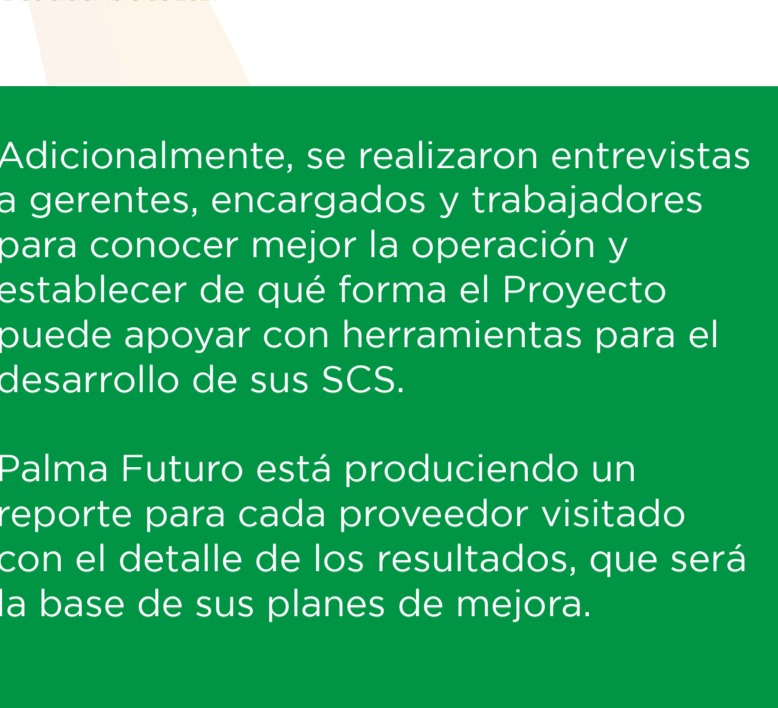 Adicionalmente, se realizaron entrevistas
a gerentes, encargados y trabajadores
para conocer mejor la operación y
establecer de qué forma el Proyecto
puede apoyar con herramientas para el
desarrollo de sus SCS.
Palma Futuro está produciendo un
reporte para cada proveedor visitado
con el detalle de los resultados, que será
la base de sus planes de mejora.